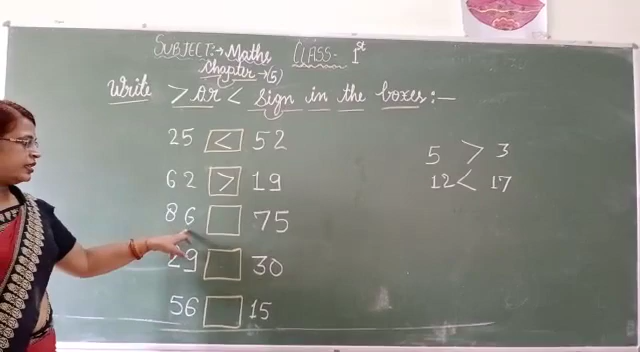 SUBJECT:→ Maths CLASS- 1st
Chapter →(5)
Write > or < sign in the boxes:—
25 < 52
62 > 19
86 75
29 30
56 15
5 > 3
12 < 17